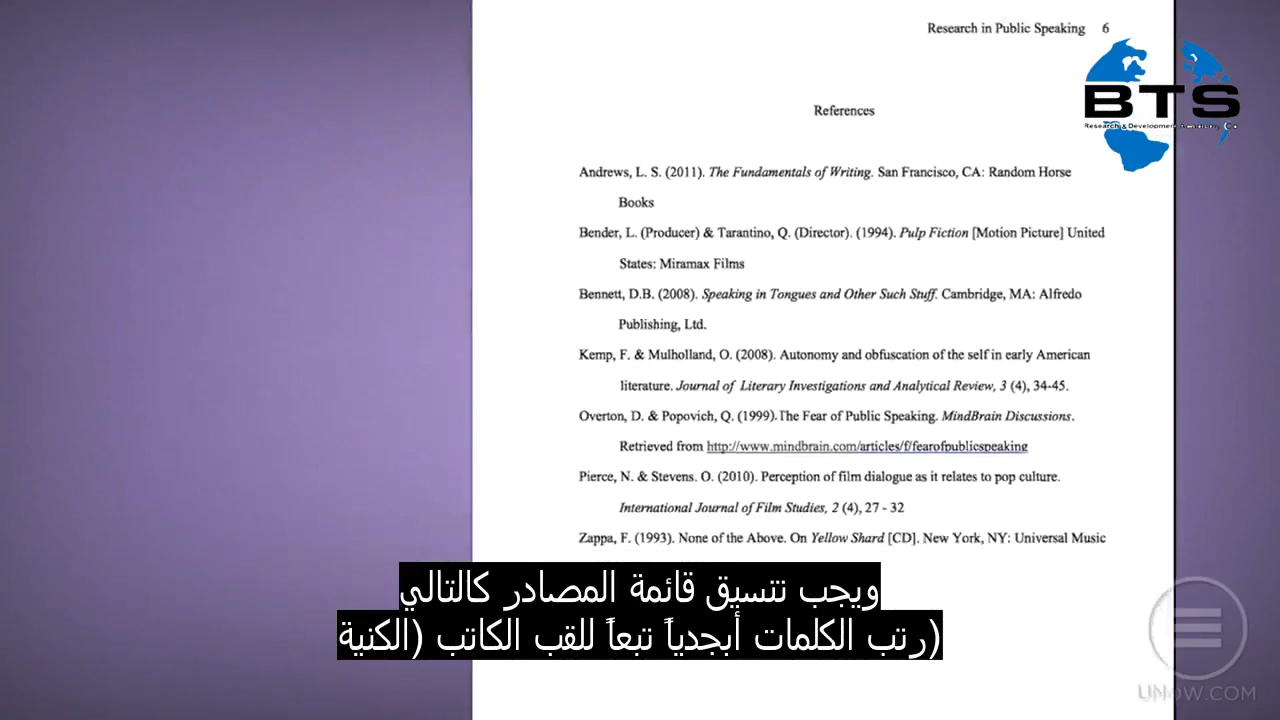 Research in Public Speaking 6
BTS
Research & Development Academy Co
References
Andrews, L. S. (2011). The Fundamentals of Writing. San Francisco, CA: Random Horse
Books
Bender, L. (Producer) & Tarantino, Q. (Director). (1994). Pulp Fiction [Motion Picture] United
States: Miramax Films
Bennett, D.B. (2008). Speaking in Tongues and Other Such Stuff. Cambridge, MA: Alfredo
Publishing, Ltd.
Kemp, F. & Mulholland, O. (2008). Autonomy and obfuscation of the self in early American
literature. Journal of Literary Investigations and Analytical Review, 3 (4), 34-45.
Overton, D. & Popovich, Q. (1999). The Fear of Public Speaking. MindBrain Discussions.
Retrieved from http://www.mindbrain.com/articles/f/fearofpublicspeaking
Pierce, N. & Stevens. O. (2010). Perception of film dialogue as it relates to pop culture.
International Journal of Film Studies, 2 (4), 27 - 32
Zappa, F. (1993). None of the Above. On Yellow Shard [CD]. New York, NY: Universal Music
ويجب تنسيق قائمة المصادر كالتالي
(رتب الكلمات أبجدياً تبعاً للقب الكاتب (الكنية
UNOW.COM